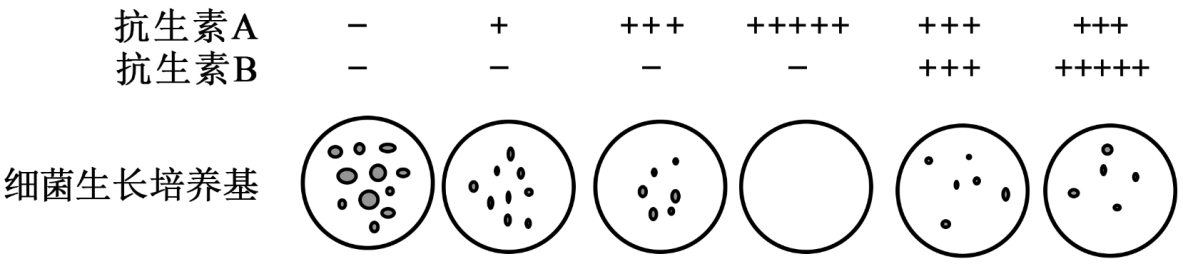 抗生素A － + +++ +++++ +++ +++
抗生素B － － － － +++ +++++
细菌生长培养基